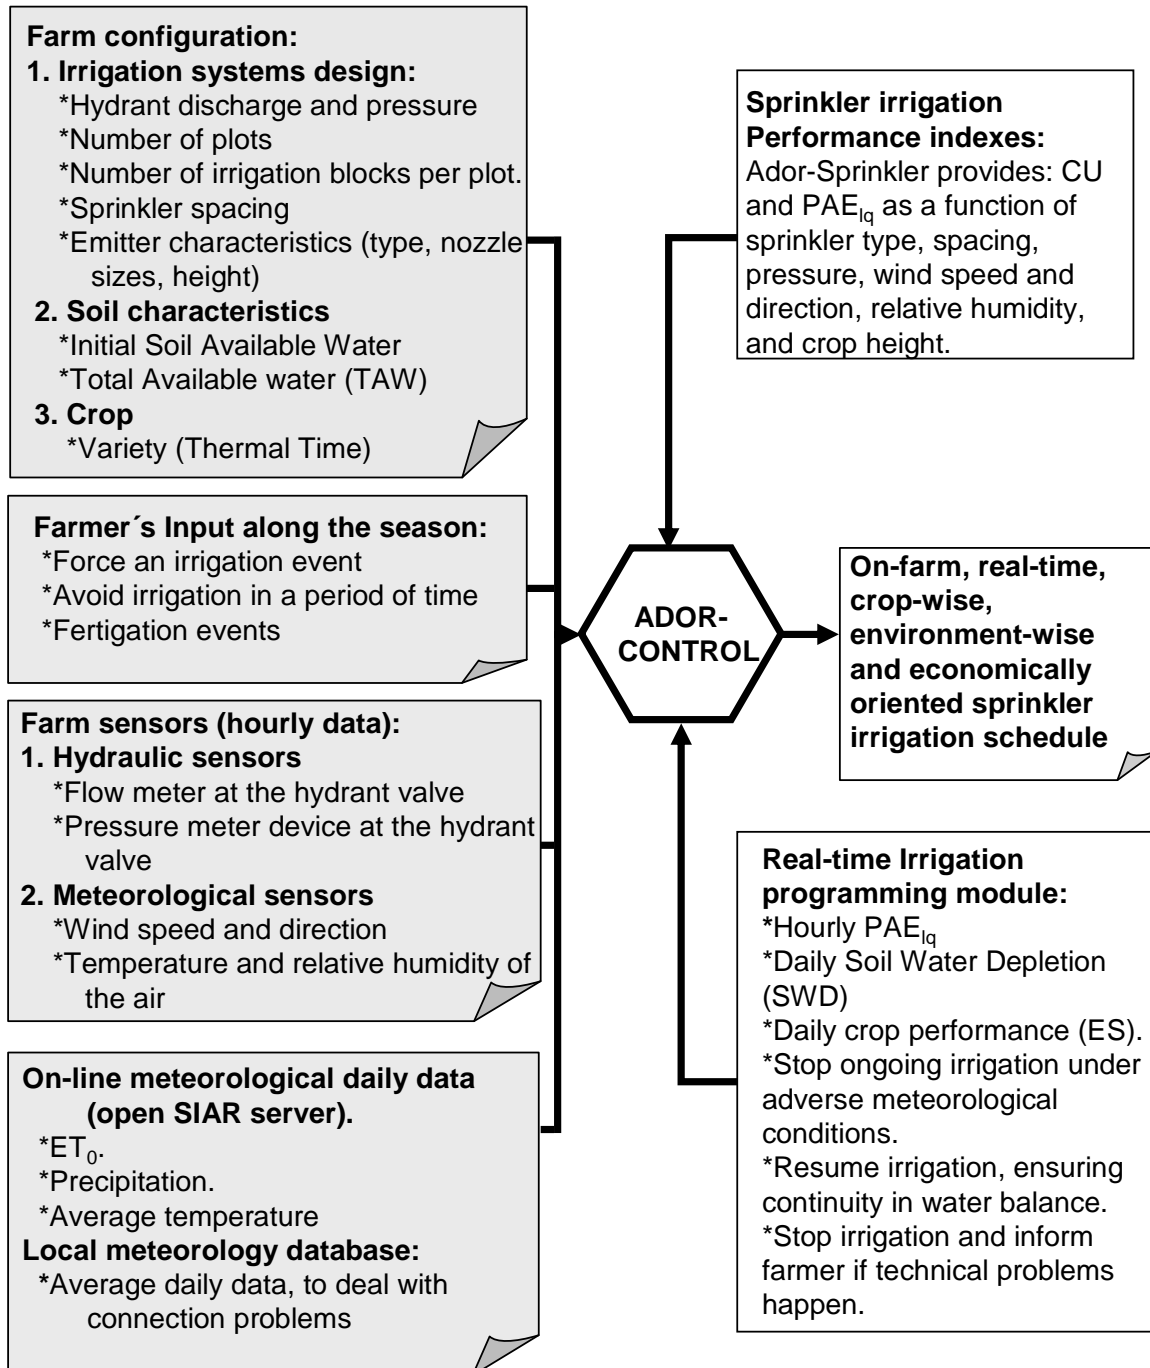 Farm configuration:
1. Irrigation systems design:
*Hydrant discharge and pressure
*Number of plots
*Number of irrigation blocks per plot.
*Sprinkler spacing
*Emitter characteristics (type, nozzle
sizes, height)
2. Soil characteristics
*Initial Soil Available Water
*Total Available water (TAW)
3. Crop
*Variety (Thermal Time)
Farmer´s Input along the season:
*Force an irrigation event
*Avoid irrigation in a period of time
*Fertigation events
Farm sensors (hourly data):
1. Hydraulic sensors
*Flow meter at the hydrant valve
*Pressure meter device at the hydrant
valve
2. Meteorological sensors
*Wind speed and direction
*Temperature and relative humidity of
the air
On-line meteorological daily data
(open SIAR server).
*ET0.
*Precipitation.
*Average temperature
Local meteorology database:
*Average daily data, to deal with
connection problems
Sprinkler irrigation
Performance indexes:
Ador-Sprinkler provides: CU
and PAElq as a function of
sprinkler type, spacing,
pressure, wind speed and
direction, relative humidity,
and crop height.
ADOR-
CONTROL
On-farm, real-time,
crop-wise,
environment-wise
and economically
oriented sprinkler
irrigation schedule
Real-time Irrigation
programming module:
*Hourly PAElq
*Daily Soil Water Depletion
(SWD)
*Daily crop performance (ES).
*Stop ongoing irrigation under
adverse meteorological
conditions.
*Resume irrigation, ensuring
continuity in water balance.
*Stop irrigation and inform
farmer if technical problems
happen.